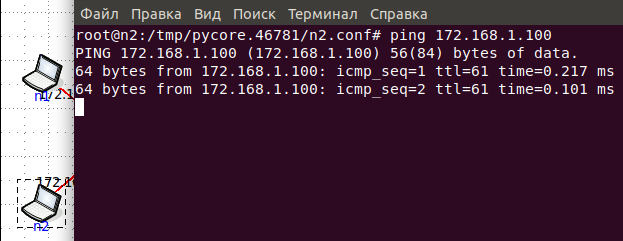 Файл Правка Вид Поиск Терминал Справка
root@n2:/tmp/pycore.46781/n2.conf# ping 172.168.1.100
PING 172.168.1.100 (172.168.1.100) 56(84) bytes of data.
64 bytes from 172.168.1.100: icmp_seq=1 ttl=61 time=0.217 ms
64 bytes from 172.168.1.100: icmp_seq=2 ttl=61 time=0.101 ms
n1
n2